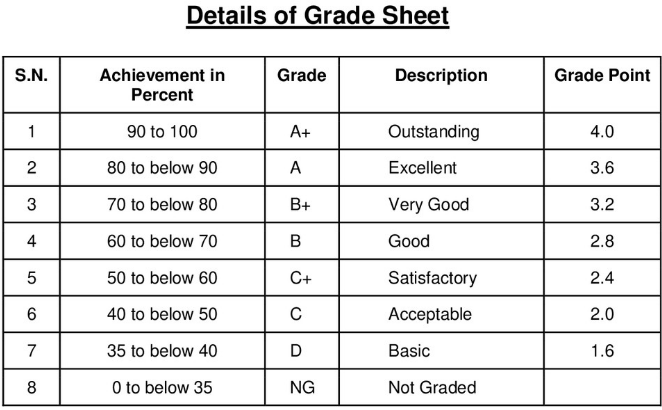 Details of Grade Sheet
S.N. Achievement in Percent Grade Description Grade Point
1 90 to 100 A+ Outstanding 4.0
2 80 to below 90 A Excellent 3.6
3 70 to below 80 B+ Very Good 3.2
4 60 to below 70 B Good 2.8
5 50 to below 60 C+ Satisfactory 2.4
6 40 to below 50 C Acceptable 2.0
7 35 to below 40 D Basic 1.6
8 0 to below 35 NG Not Graded